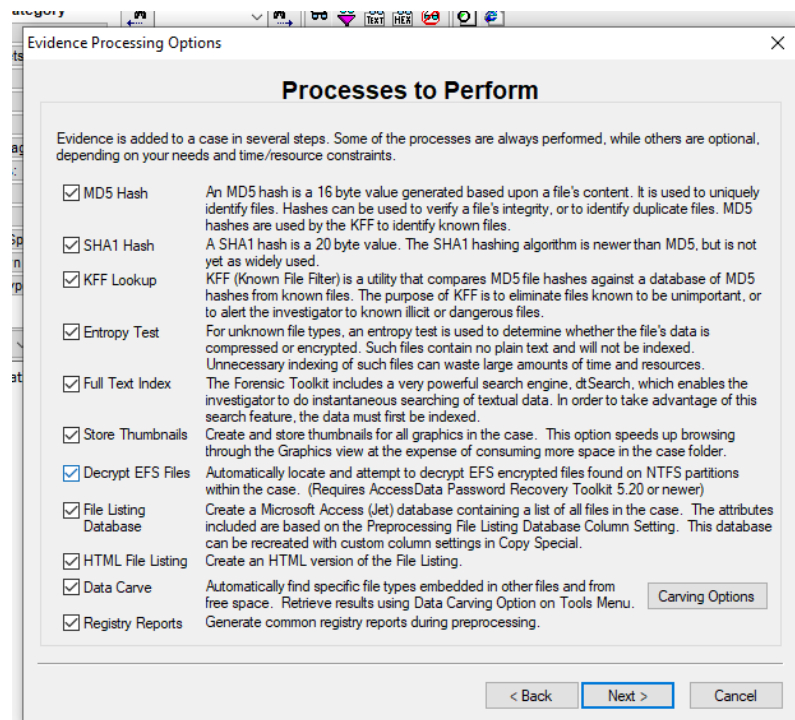 ategory
TEXT HEX
Evidence Processing Options
Processes to Perform
Evidence is added to a case in several steps. Some of the processes are always performed, while others are optional,
depending on your needs and time/resource constraints.
MD5 Hash An MD5 hash is a 16 byte value generated based upon a file's content. It is used to uniquely
identify files. Hashes can be used to verify a file's integrity, or to identify duplicate files. MD5
hashes are used by the KFF to identify known files.
SHA1 Hash A SHA1 hash is a 20 byte value. The SHA1 hashing algorithm is newer than MD5, but is not
yet as widely used.
KFF Lookup KFF (Known File Filter) is a utility that compares MD5 file hashes against a database of MD5
hashes from known files. The purpose of KFF is to eliminate files known to be unimportant, or
to alert the investigator to known illicit or dangerous files.
Entropy Test For unknown file types, an entropy test is used to determine whether the file's data is
compressed or encrypted. Such files contain no plain text and will not be indexed.
Unnecessary indexing of such files can waste large amounts of time and resources.
Full Text Index The Forensic Toolkit includes a very powerful search engine, dtSearch, which enables the
investigator to do instantaneous searching of textual data. In order to take advantage of this
search feature, the data must first be indexed.
Store Thumbnails Create and store thumbnails for all graphics in the case. This option speeds up browsing
through the Graphics view at the expense of consuming more space in the case folder.
Decrypt EFS Files Automatically locate and attempt to decrypt EFS encrypted files found on NTFS partitions
within the case. (Requires AccessData Password Recovery Toolkit 5.20 or newer)
File Listing Create a Microsoft Access (Jet) database containing a list of all files in the case. The attributes
Database included are based on the Preprocessing File Listing Database Column Setting. This database
can be recreated with custom column settings in Copy Special.
HTML File Listing Create an HTML version of the File Listing.
Data Carve Automatically find specific file types embedded in other files and from
free space. Retrieve results using Data Carving Option on Tools Menu. Carving Options
Registry Reports Generate common registry reports during preprocessing.
< Back Next > Cancel